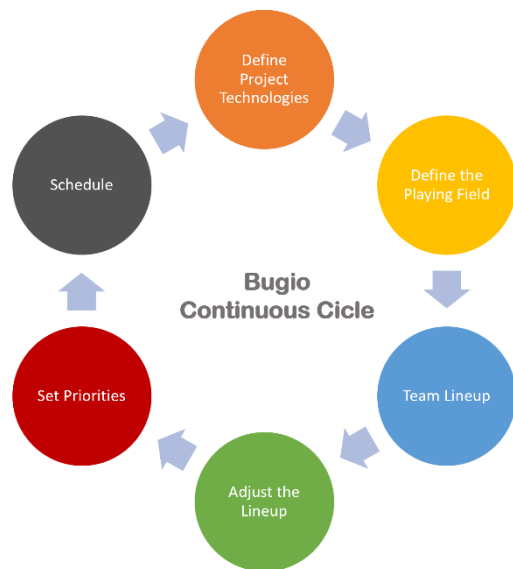 Define
Project
Technologies
Schedule
Define the
Playing Field
Bugio
Continuous Cicle
Set Priorities
Team Lineup
Adjust the
Lineup